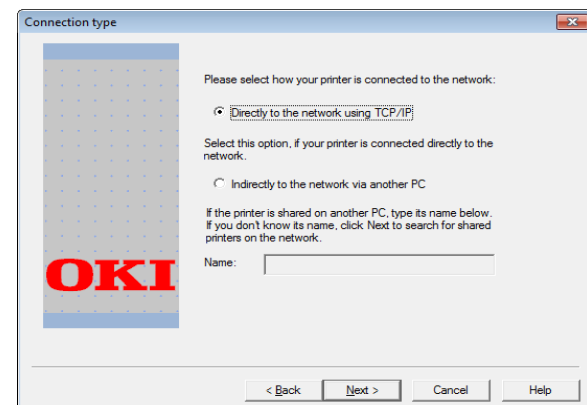 Connection type
Please select how your printer is connected to the network:
Directly to the network using TCP/IP
Select this option, if your printer is connected directly to the
network.
Indirectly to the network via another PC
If the printer is shared on another PC, type its name below.
If you don't know its name, click Next to search for shared
printers on the network.
OKI
Name:
< Back
Next >
Cancel
Help